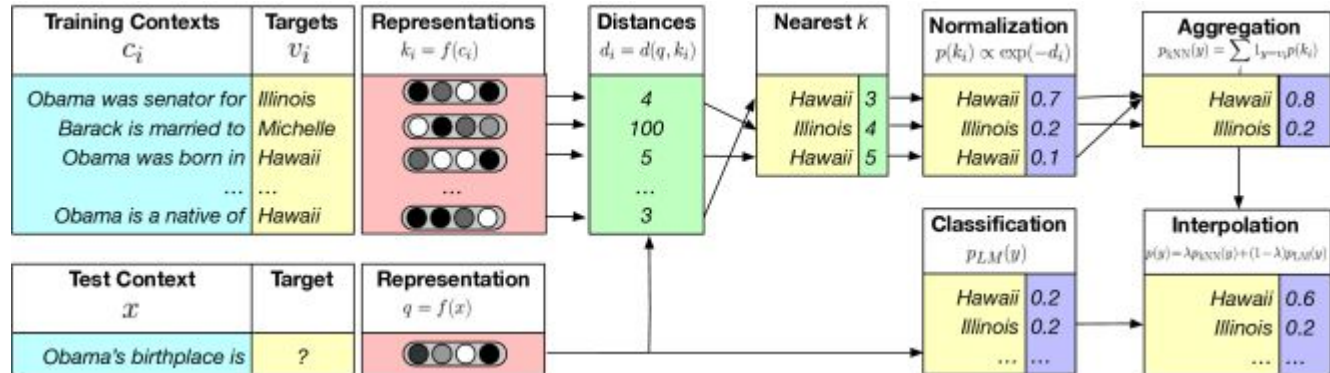 Training Contexts Targets Representations Distances Nearest k Normalization Aggregation
c_i v_i k_i = f(c_i) d_i = d(q, k_i) p(k_i) ∝ exp(−d_i) p_kNN(y) = ∑_i 1_{y=v_i} p(k_i)
Obama was senator for Illinois 4 Hawaii 3 Hawaii 0.7 Hawaii 0.8
Barack is married to Michelle 100 Illinois 4 Illinois 0.2 Illinois 0.2
Obama was born in Hawaii 5 Hawaii 5 Hawaii 0.1
... ... ... ...
Obama is a native of Hawaii 3
Classification Interpolation
p_LM(y) p(y) = λp_kNN(y) + (1−λ)p_LM(y)
Hawaii 0.2 Hawaii 0.6
Illinois 0.2 Illinois 0.2
... ... ... ...
Test Context Target Representation
x q = f(x)
Obama's birthplace is ?